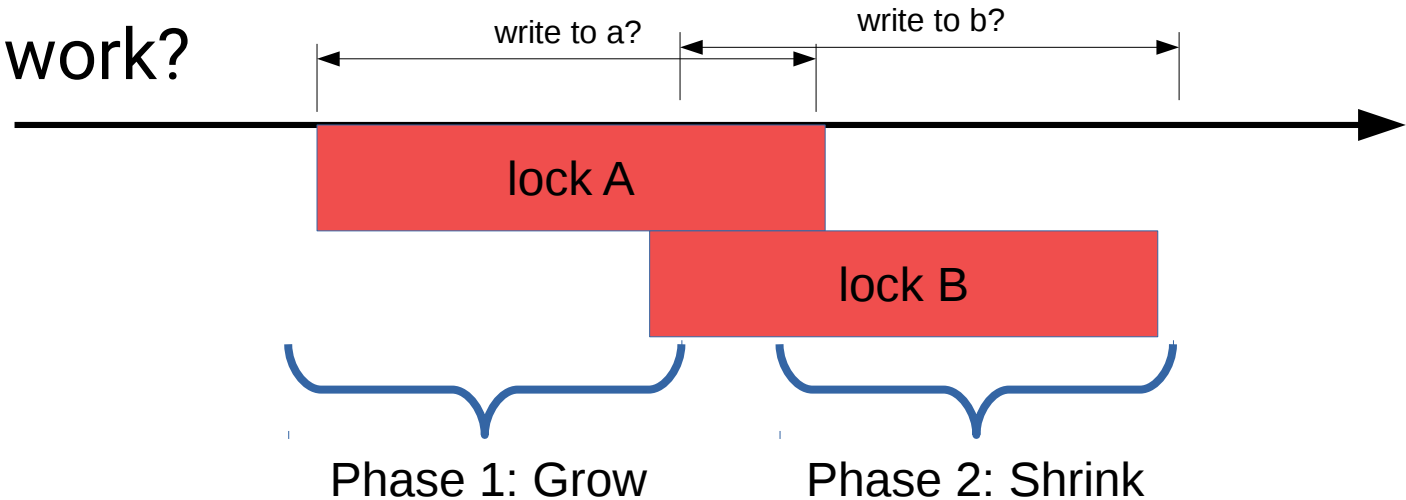 work?
write to a?
write to b?
lock A
lock B
Phase 1: Grow
Phase 2: Shrink